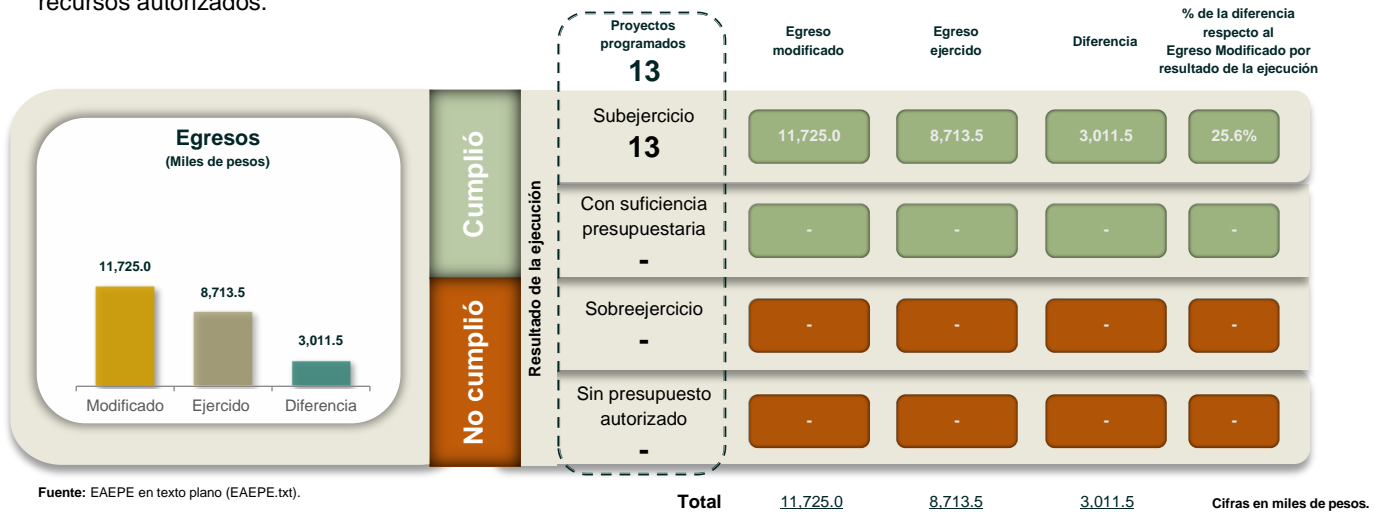 recursos autorizados.
Proyectos
programados
13
Egreso
modificado
Egreso
ejercido
Diferencia
% de la diferencia
respecto al
Egreso Modificado por
resultado de la ejecución
Egresos
(Miles de pesos)
11,725.0
8,713.5
3,011.5
Modificado Ejercido Diferencia
Cumplió
No cumplió
Resultado de la ejecución
Subejercicio
13
11,725.0 8,713.5 3,011.5 25.6%
Con suficiencia
presupuestaria
-
- - - -
Sobreejercicio
-
- - - -
Sin presupuesto
autorizado
-
- - - -
Fuente: EAEPE en texto plano (EAEPE.txt).
Total 11,725.0 8,713.5 3,011.5 Cifras en miles de pesos.